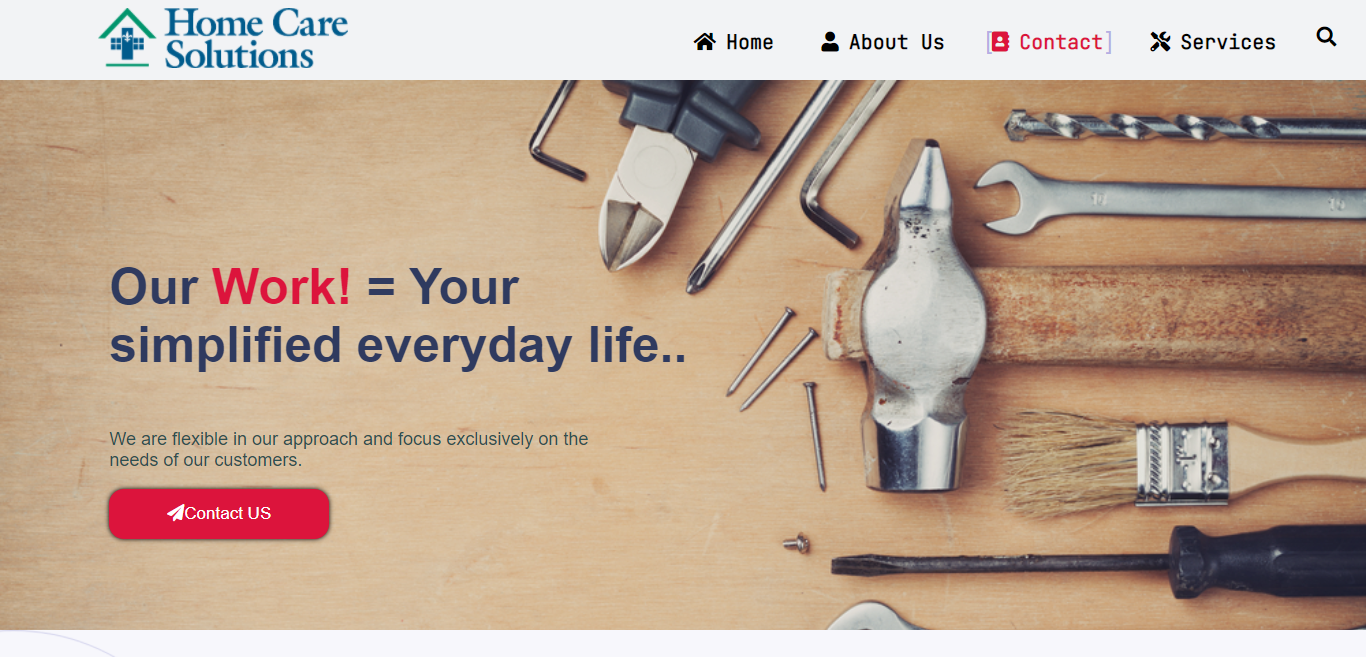 Home Care
Solutions
Home
About Us
[Contact]
Services
Our Work! = Your
simplified everyday life..
We are flexible in our approach and focus exclusively on the
needs of our customers.
Contact US